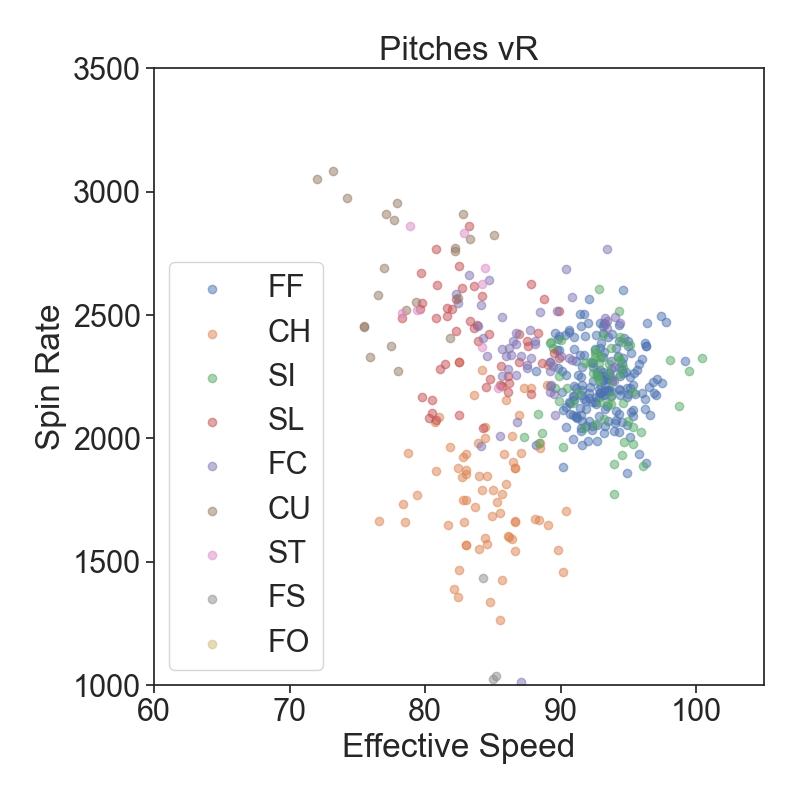 Pitches vR
3500
3000
2500
2000
1500
1000
Spin Rate
FF
CH
SI
SL
FC
CU
ST
FS
FO
60 70 80 90 100
Effective Speed